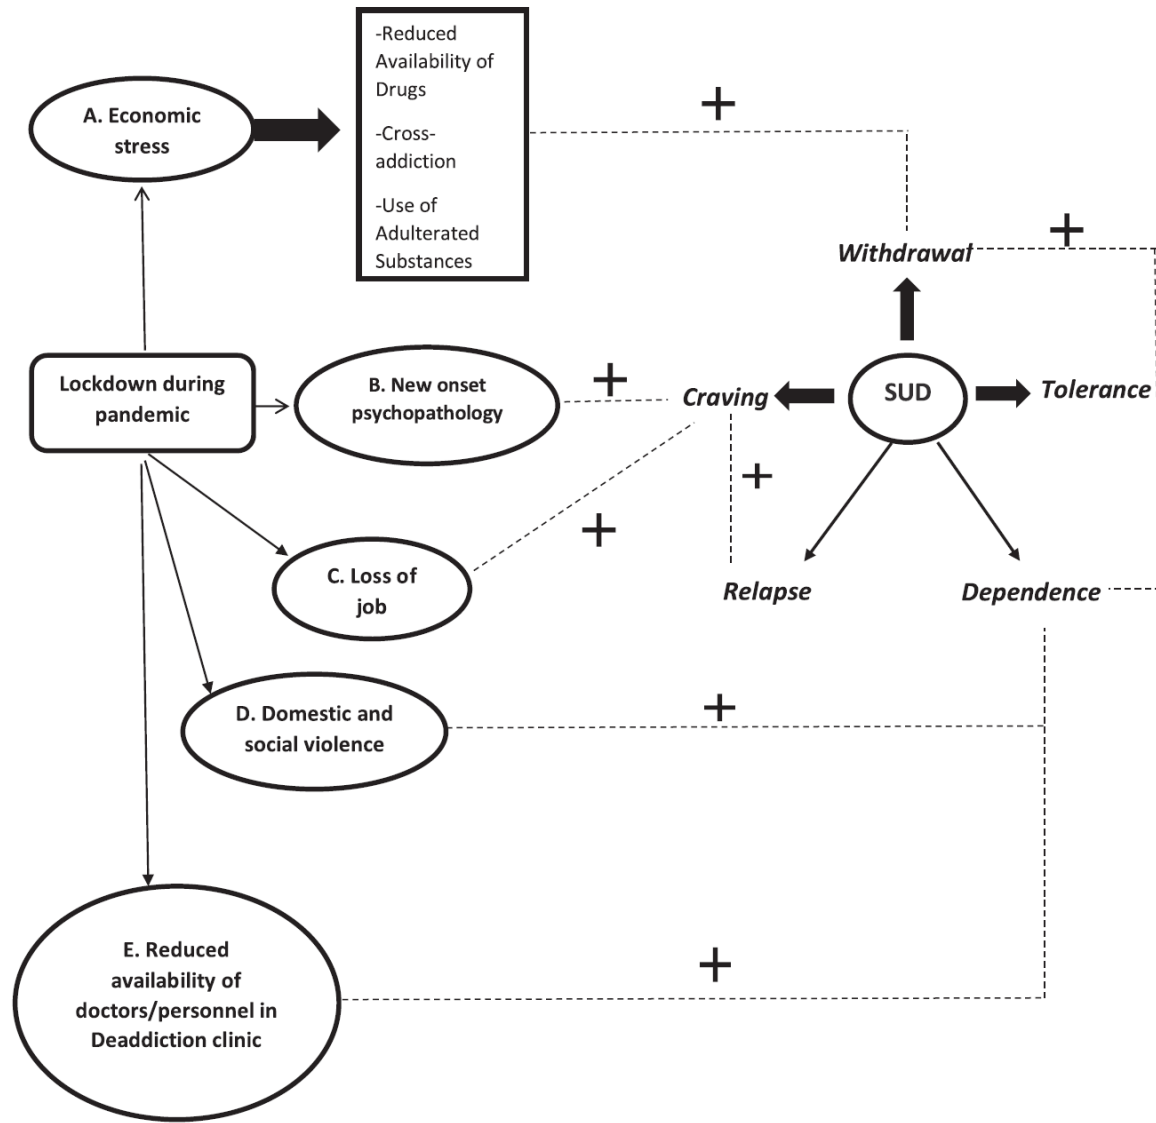 A. Economic
stress
-Reduced
Availability of
Drugs
-Cross-
addiction
-Use of
Adulterated
Substances
+
+
Withdrawal
Lockdown during
pandemic
B. New onset
psychopathology
+
Craving
SUD
Tolerance
+
+
C. Loss of
job
Relapse
Dependence
D. Domestic and
social violence
+
E. Reduced
availability of
doctors/personnel in
Deaddiction clinic
+